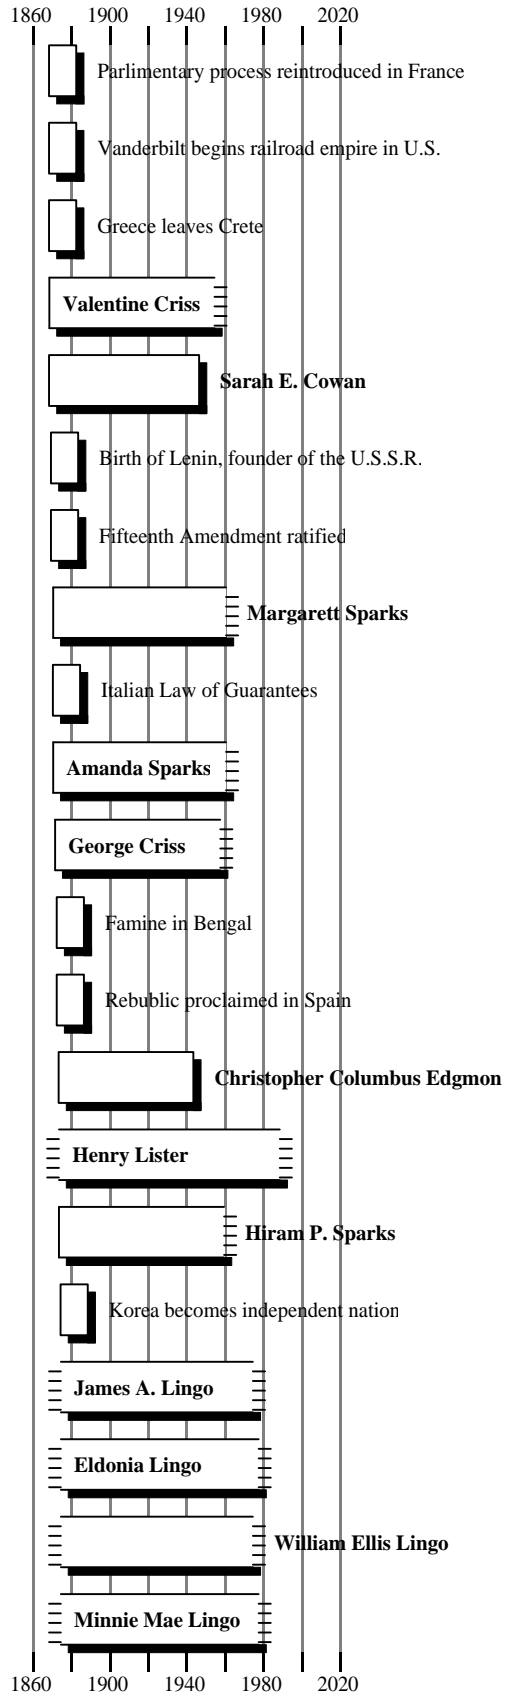 1860 1900 1940 1980 2020
Parlimentary process reintroduced in France
Vanderbilt begins railroad empire in U.S.
Greece leaves Crete
Valentine Criss
Sarah E. Cowan
Birth of Lenin, founder of the U.S.S.R.
Fifteenth Amendment ratified
Margarett Sparks
Italian Law of Guarantees
Amanda Sparks
George Criss
Famine in Bengal
Rebublic proclaimed in Spain
Christopher Columbus Edgmon
Henry Lister
Hiram P. Sparks
Korea becomes independent nation
James A. Lingo
Eldonia Lingo
William Ellis Lingo
Minnie Mae Lingo
1860 1900 1940 1980 2020